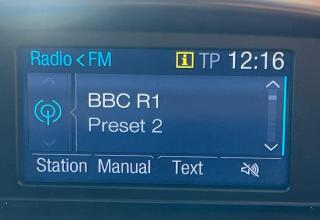 Radio < FM i TP 12:16
BBC R1
Preset 2
Station Manual Text